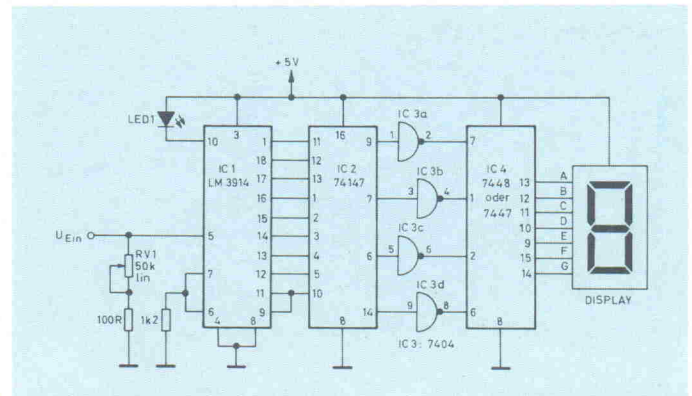 +5V
LED1
10
3
IC 1
LM 3914
1
18
17
16
15
14
13
12
11
9
5
7
6
4
8
U Ein
RV1
50k
lin
100R
1k2
16
IC 2
74147
11
12
13
1
2
3
4
5
10
9
7
6
14
8
IC 3a
1
2
IC 3b
3
4
IC 3c
5
6
IC 3d
9
8
IC3: 7404
7
1
2
6
IC 4
7448
oder
7447
8
13
12
11
10
9
15
14
A
B
C
D
E
F
G
DISPLAY